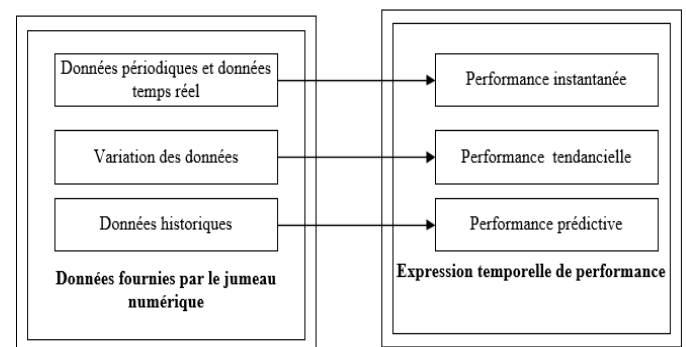 Données périodiques et données
temps réel
Performance instantanée
Variation des données
Performance tendancielle
Données historiques
Performance prédictive
Données fournies par le jumeau
numérique
Expression temporelle de performance